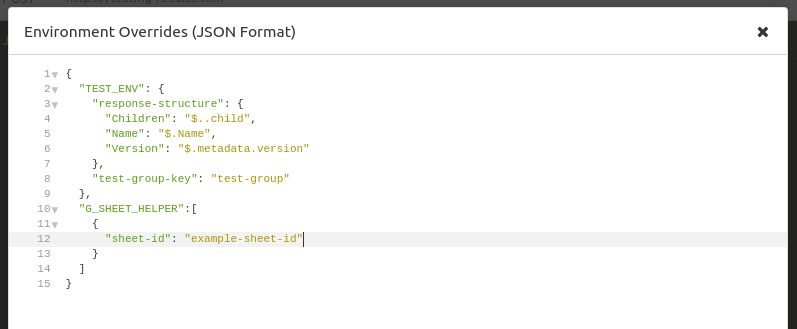 Environment Overrides (JSON Format) ✖
1 {
2 "TEST_ENV": {
3 "response-structure": {
4 "Children": "$..child",
5 "Name": "$.Name",
6 "Version": "$.metadata.version"
7 },
8 "test-group-key": "test-group"
9 },
10 "G_SHEET_HELPER":[
11 {
12 "sheet-id": "example-sheet-id"
13 }
14 ]
15 }